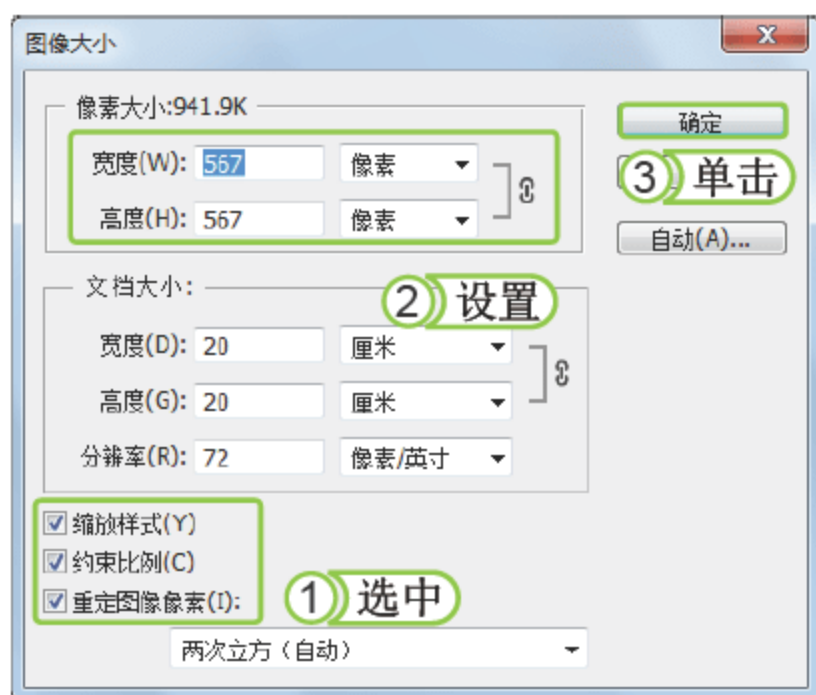 图像大小
像素大小:941.9K
确定
宽度(W): 567 像素
③ 单击
高度(H): 567 像素
自动(A)...
文档大小:
② 设置
宽度(D): 20 厘米
高度(G): 20 厘米
分辨率(R): 72 像素/英寸
缩放样式(Y)
约束比例(C)
重定图像像素(I):
① 选中
两次立方（自动）